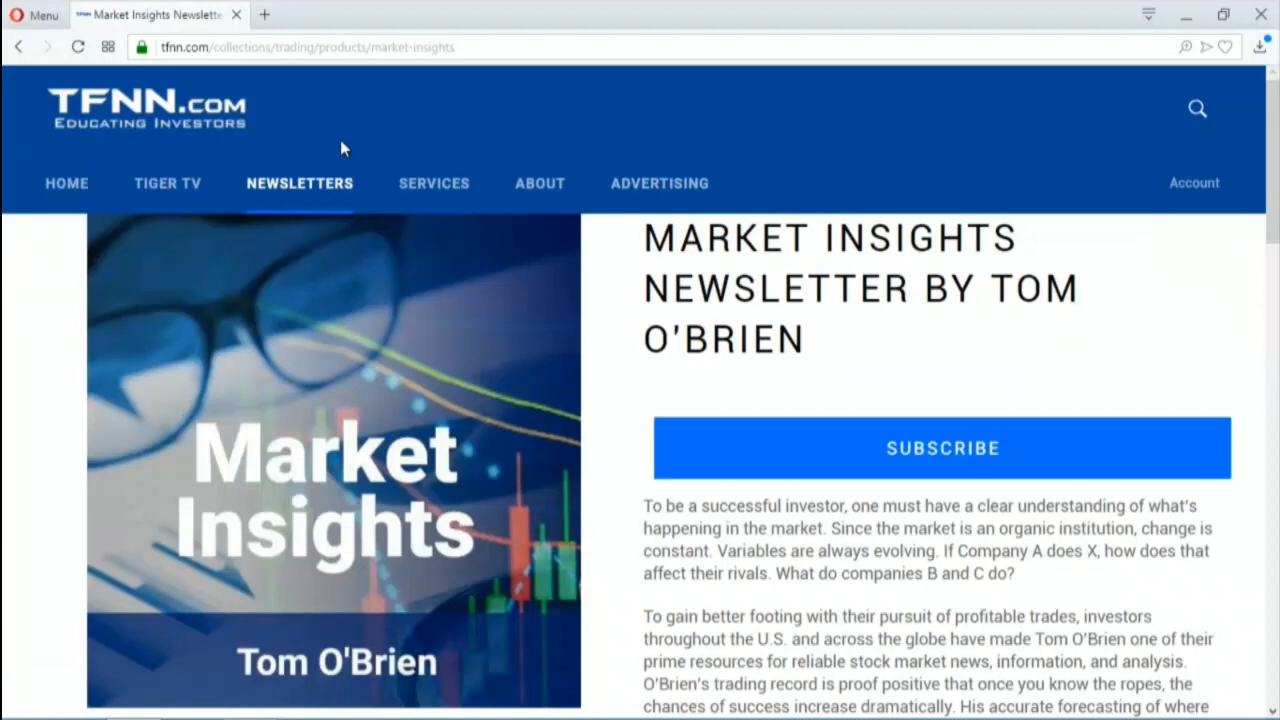 Menu
Market Insights Newslette
tfnn.com/collections/trading/products/market-insights
TFNN.COM
EDUCATING INVESTORS
HOME TIGER TV NEWSLETTERS SERVICES ABOUT ADVERTISING Account
Market
Insights
Tom O'Brien
MARKET INSIGHTS
NEWSLETTER BY TOM
O'BRIEN
SUBSCRIBE
To be a successful investor, one must have a clear understanding of what's
happening in the market. Since the market is an organic institution, change is
constant. Variables are always evolving. If Company A does X, how does that
affect their rivals. What do companies B and C do?
To gain better footing with their pursuit of profitable trades, investors
throughout the U.S. and across the globe have made Tom O'Brien one of their
prime resources for reliable stock market news, information, and analysis.
O'Brien's trading record is proof positive that once you know the ropes, the
chances of success increase dramatically. His accurate forecasting of where